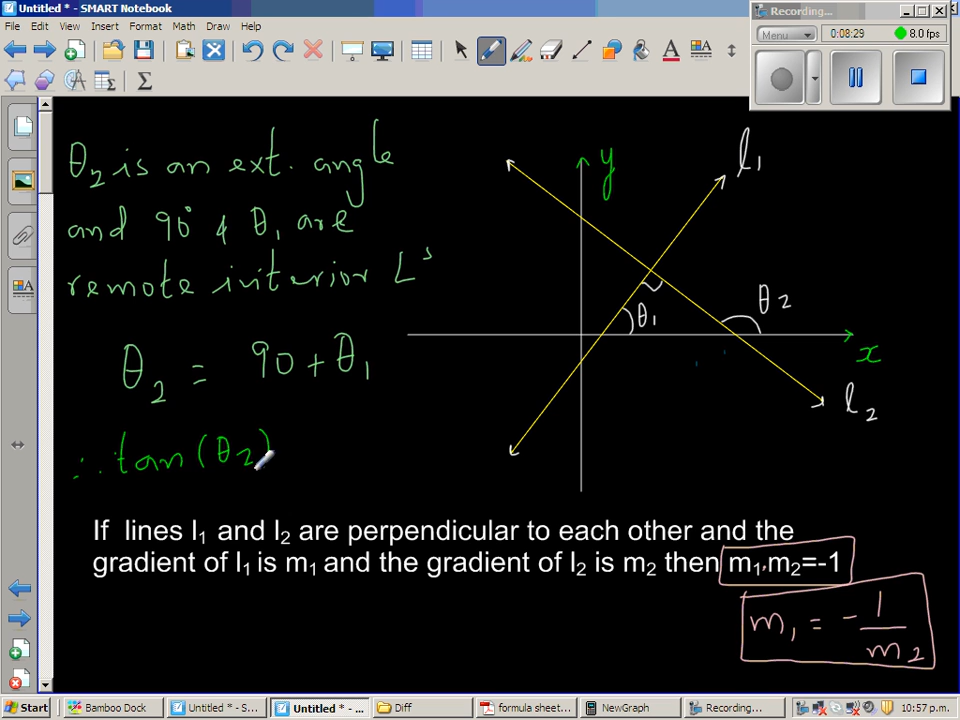 Untitled * - SMART Notebook
File Edit View Insert Format Math Draw Help
Recording...
Menu 0:08:29 8.0 fps
θ₂ is an ext. angle
and 90° & θ₁ are
remote initerior L's
θ₂ = 90 + θ₁
∴ tan(θ₂)
y
l₁
θ₁
θ₂
x
l₂
If lines l₁ and l₂ are perpendicular to each other and the
gradient of l₁ is m₁ and the gradient of l₂ is m₂ then m₁.m₂=-1
m₁ = - 1/m₂
Start Bamboo Dock Untitled * - S... Untitled * - ... Diff formula sheet... NewGraph Recording... 10:57 p.m.